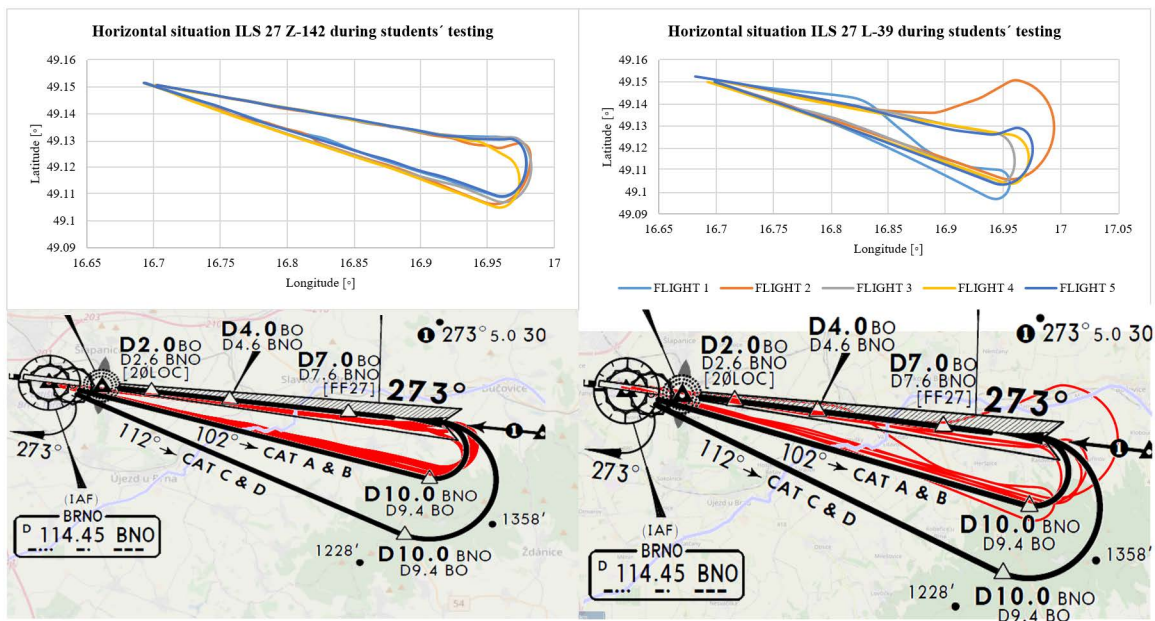 Horizontal situation ILS 27 Z-142 during students´ testing
49.16
49.15
49.14
49.13
49.12
49.11
49.1
49.09
Latitude [°]
16.65
16.7
16.75
16.8
16.85
16.9
16.95
17
Longitude [°]
Horizontal situation ILS 27 L-39 during students´ testing
49.16
49.15
49.14
49.13
49.12
49.11
49.1
49.09
Latitude [°]
16.65
16.7
16.75
16.8
16.85
16.9
16.95
17
17.05
Longitude [°]
FLIGHT 1
FLIGHT 2
FLIGHT 3
FLIGHT 4
FLIGHT 5
D2.0 BO
D2.6 BNO
[20LOC]
D4.0 BO
D4.6 BNO
D7.0 BO
D7.6 BNO
[FF27]
1 273° 5.0 30
273°
1
273°
112° CAT C & D
102° CAT A & B
Újezd u Brna
D10.0 BNO
D9.4 BO
(IAF)
BRNO
D 114.45 BNO
1358'
1228'
D10.0 BNO
D9.4 BO
Ždánice
54
D2.0 BO
D2.6 BNO
[20LOC]
D4.0 BO
D4.6 BNO
D7.0 BO
D7.6 BNO
[FF27]
1 273° 5.0 30
273°
1
273°
112° CAT C & D
102° CAT A & B
D10.0 BNO
D9.4 BO
(IAF)
BRNO
D 114.45 BNO
1358'
1228'
D10.0 BNO
D9.4 BO